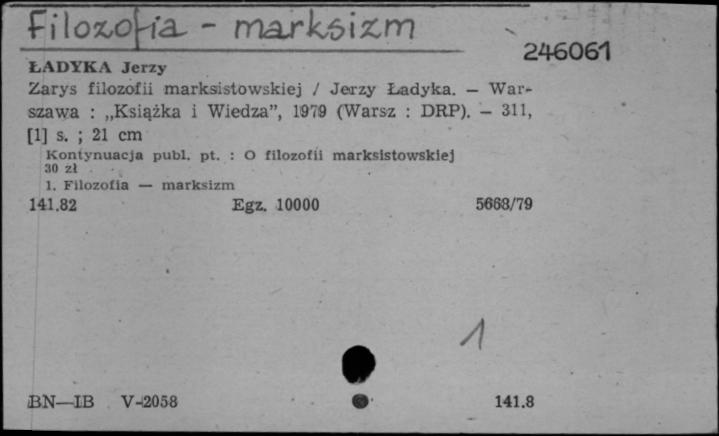 Filozofia - marksizm
246061
ŁADYKA Jerzy
Zarys filozofii marksistowskiej / Jerzy Ładyka. — War-
szawa : „Książka i Wiedza”, 1979 (Warsz : DRP). — 311,
[1] s. ; 21 cm
Kontynuacja publ. pt. : O filozofii marksistowskiej
30 zł
1. Filozofia — marksizm
141.82 Egz. 10000 5668/79
1
BN—IB V-2058 141.8